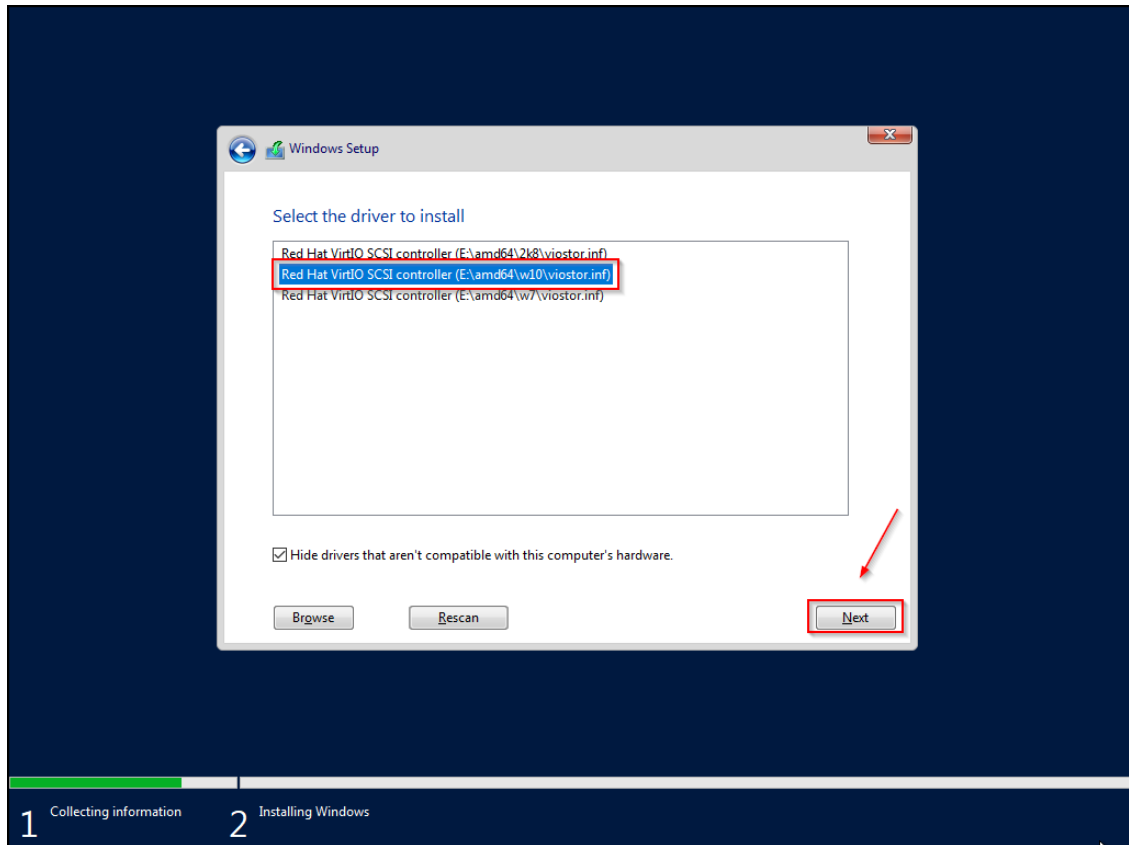 Windows Setup
Select the driver to install
Red Hat VirtIO SCSI controller (E:\amd64\2k8\viostor.inf)
Red Hat VirtIO SCSI controller (E:\amd64\w10\viostor.inf)
Red Hat VirtIO SCSI controller (E:\amd64\w7\viostor.inf)
Hide drivers that aren't compatible with this computer's hardware.
Browse Rescan Next
1 Collecting information 2 Installing Windows